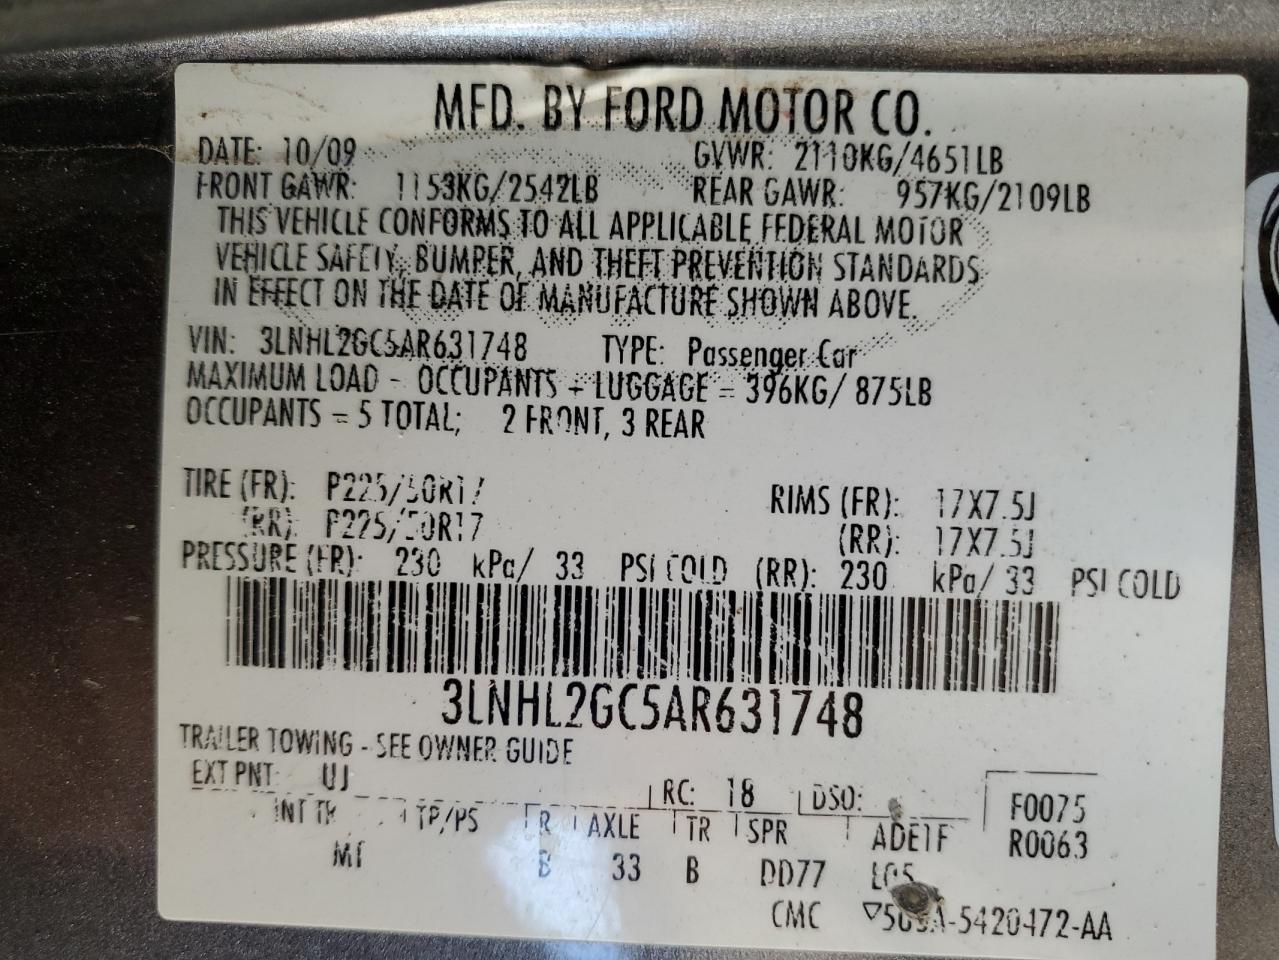 MFD. BY FORD MOTOR CO.
DATE: 10/09 GVWR: 2110KG/4651LB
FRONT GAWR: 1153KG/2542LB REAR GAWR: 957KG/2109LB
THIS VEHICLE CONFORMS TO ALL APPLICABLE FEDERAL MOTOR
VEHICLE SAFETY, BUMPER, AND THEFT PREVENTION STANDARDS
IN EFFECT ON THE DATE OF MANUFACTURE SHOWN ABOVE.
VIN: 3LNHL2GC5AR631748 TYPE: Passenger Car
MAXIMUM LOAD - OCCUPANTS + LUGGAGE = 396KG/ 875LB
OCCUPANTS = 5 TOTAL; 2 FRONT, 3 REAR
TIRE (FR): P225/50R17 RIMS (FR): 17X7.5J
(RR): P225/50R17 (RR): 17X7.5J
PRESSURE (FR): 230 kPa/ 33 PSI COLD (RR): 230 kPa/ 33 PSI COLD
3LNHL2GC5AR631748
TRAILER TOWING - SEE OWNER GUIDE
EXT PNT: UJ RC: 18 DSO: F0075
INT TR TP/PS R AXLE TR SPR ADE1F R0063
B 33 B DD77
CMC